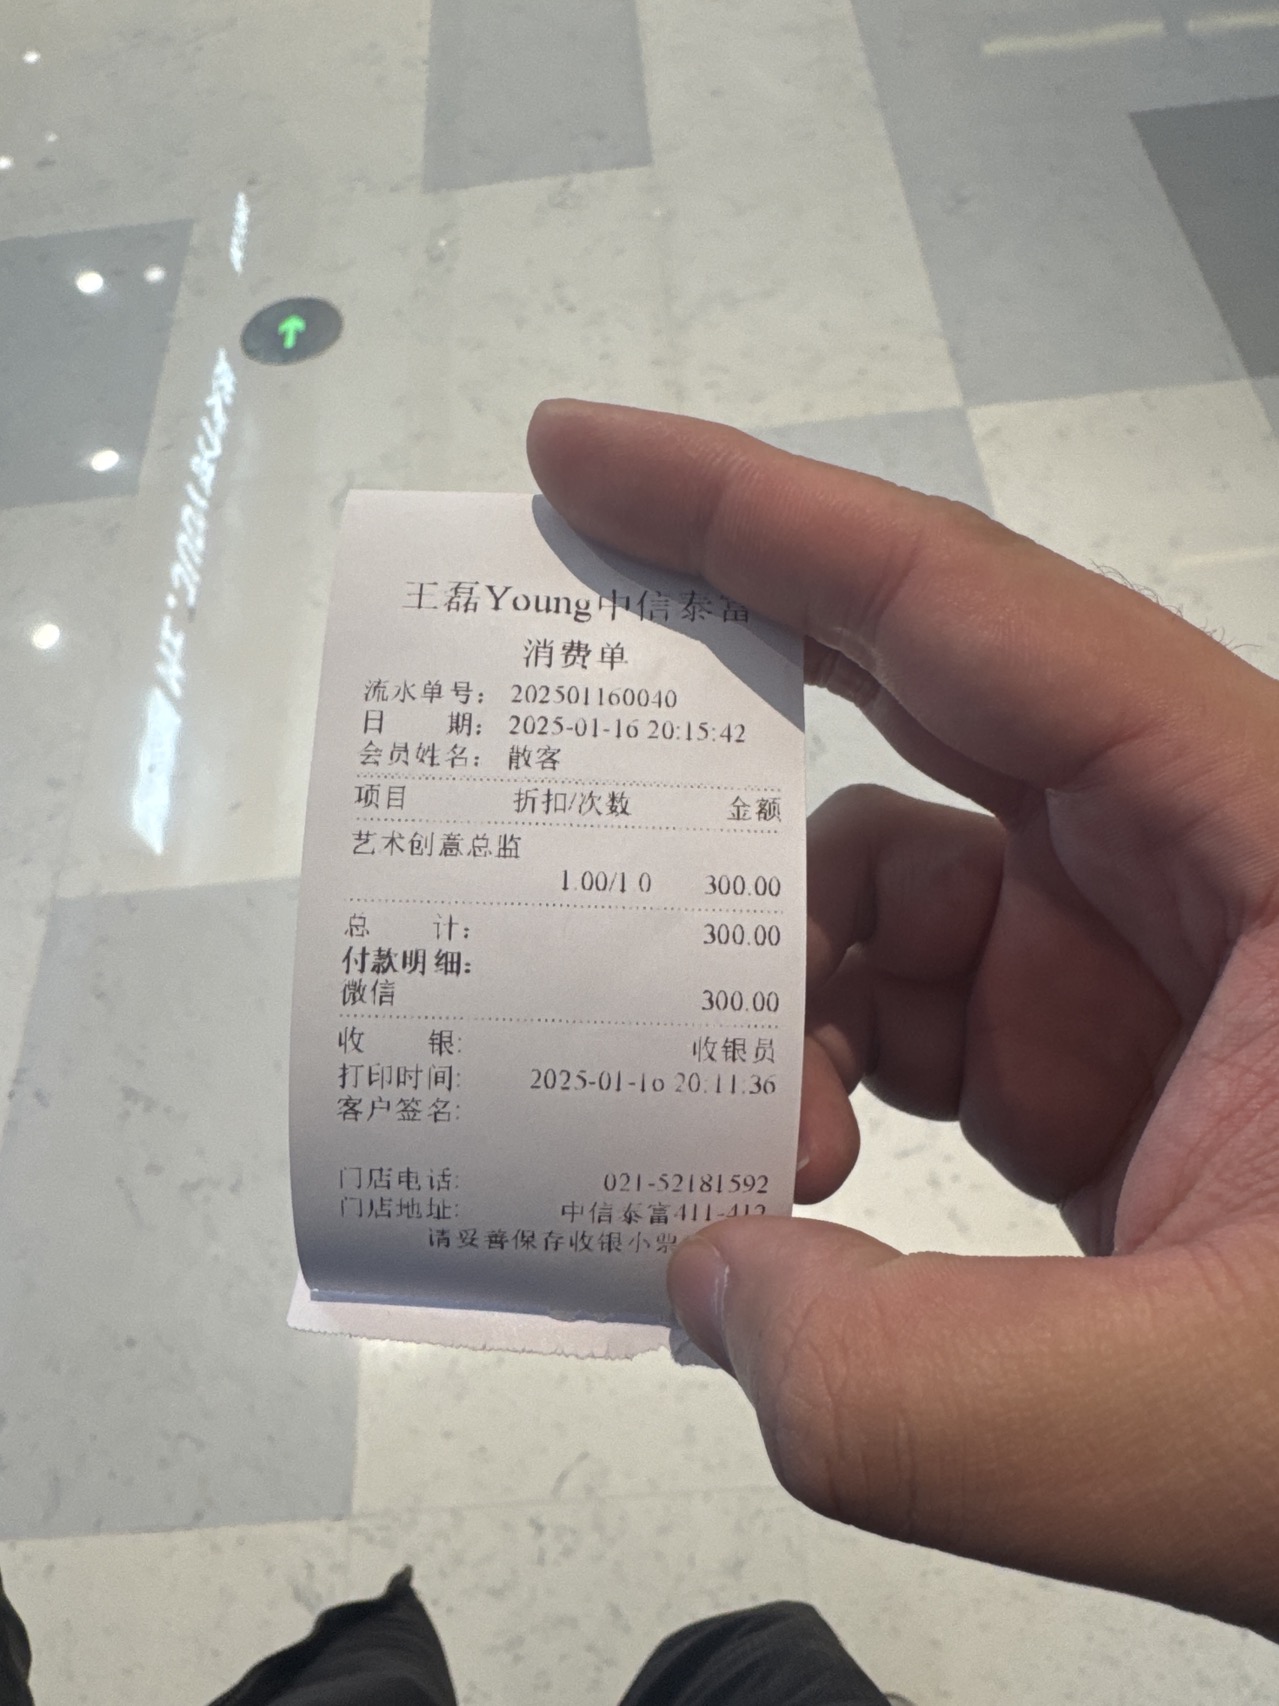 王磊Young中信泰富
消费单
流水单号： 202501160040
日 期： 2025-01-16 20:15:42
会员姓名： 散客
项目 折扣/次数 金额
艺术创意总监
1.00/1.0 300.00
总 计： 300.00
付款明细：
微信 300.00
收 银: 收银员
打印时间: 2025-01-16 20:11:36
客户签名:
门店电话: 021-52181592
门店地址: 中信泰富411-412
请妥善保存收银小票